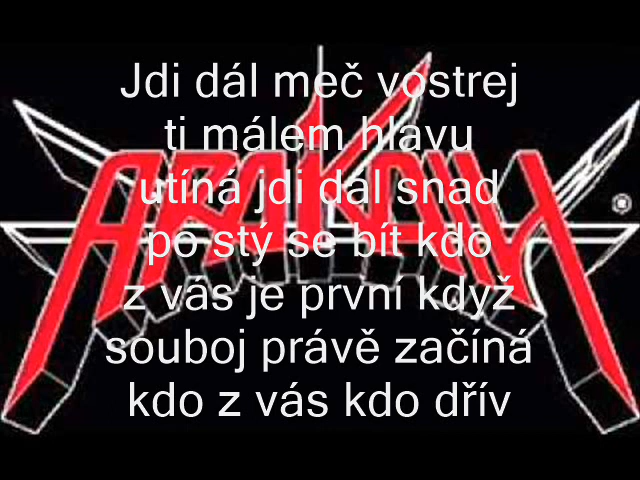 Jdi dál meč vostrej
ti málem hlavu
utíná jdi dál snad
po stý se bít kdo
z vás je první když
souboj právě začíná
kdo z vás kdo dřív
ARAKAIN
®